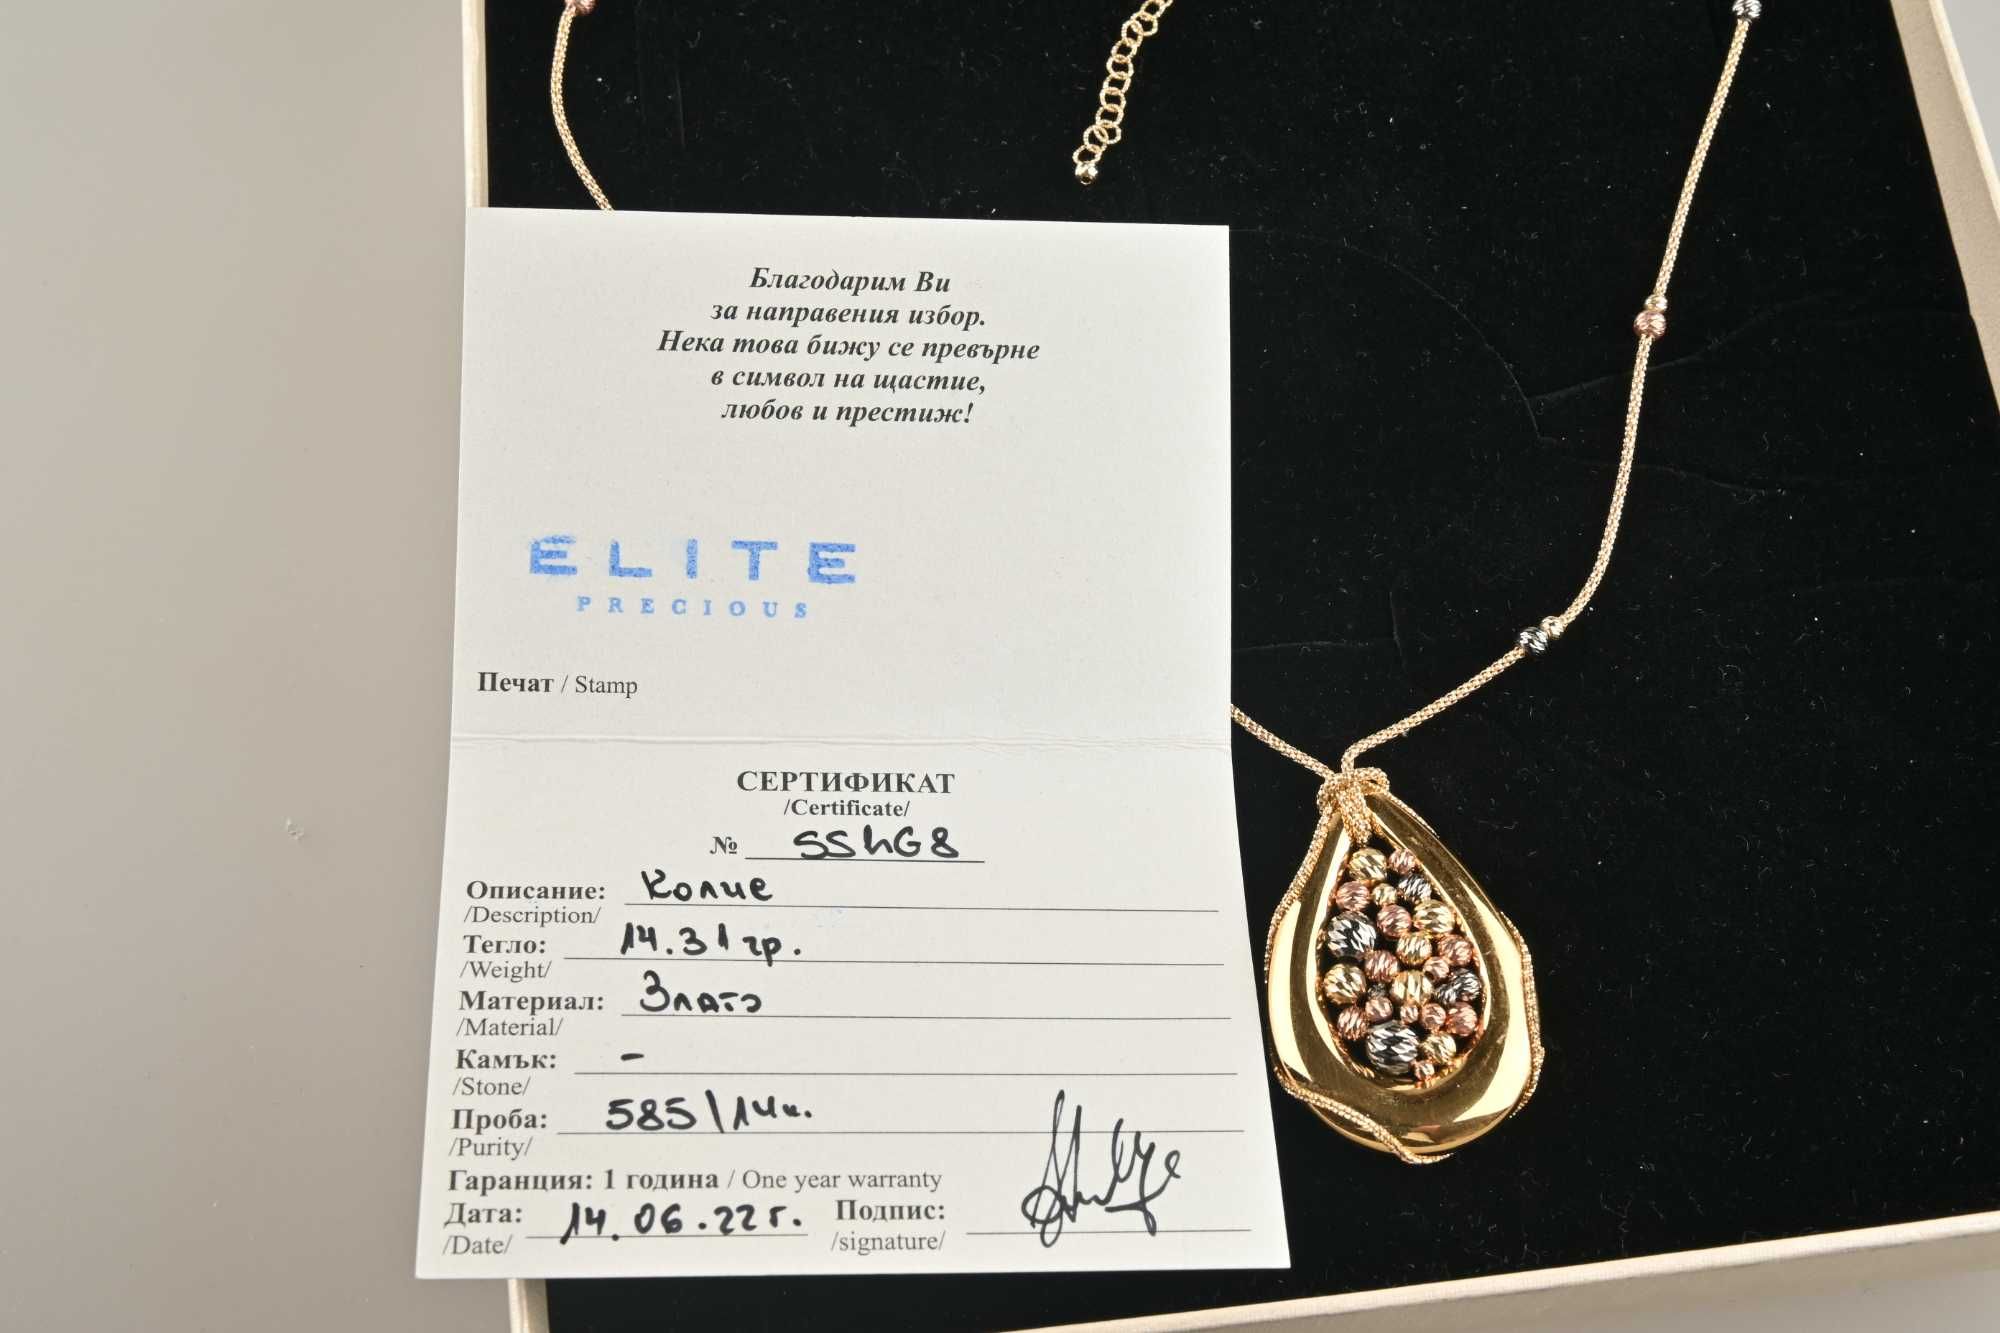 Благодарим Ви
за направения избор.
Нека това бижу се превърне
в символ на щастие,
любов и престиж!
ELITE
PRECIOUS
Печат / Stamp
СЕРТИФИКАТ
/Certificate/
№
Описание: Колие
/Description/
Тегло: 14.31 гр.
/Weight/
Материал: Злато
/Material/
Камък: -
/Stone/
Проба: 585/14к.
/Purity/
Гаранция: 1 година / One year warranty
Дата: 14.06.22г. Подпис:
/Date/ /signature/